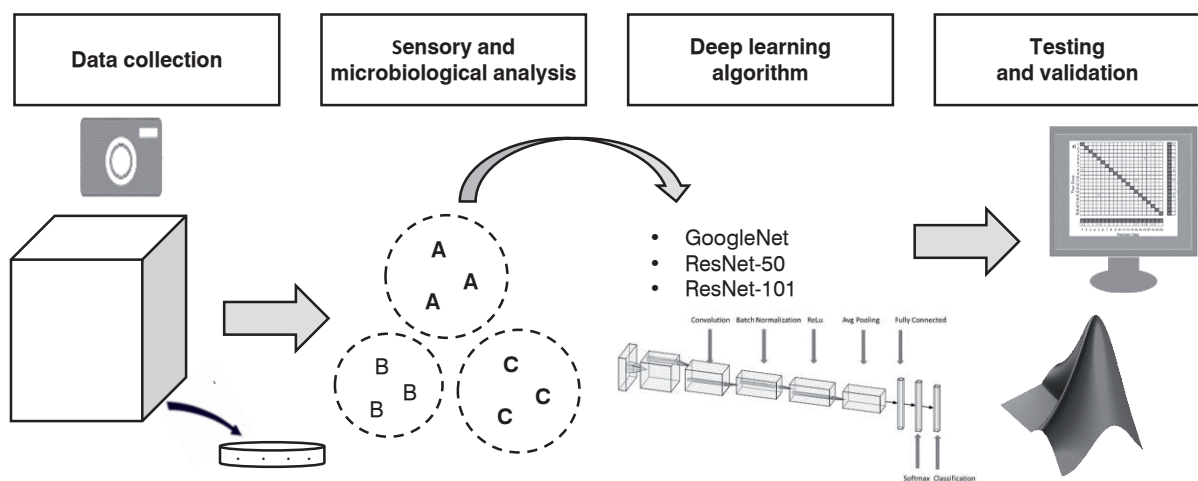 Data collection
Sensory and
microbiological analysis
Deep learning
algorithm
Testing
and validation
A
A
A
B
B
B
C
C
C
• GoogleNet
• ResNet-50
• ResNet-101
Convolution Batch Normalization ReLu Avg Pooling Fully Connected
Softmax Classification